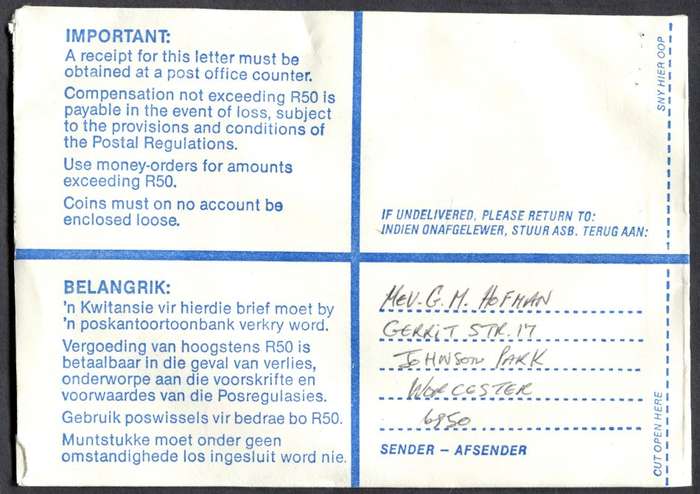 IMPORTANT:
A receipt for this letter must be
obtained at a post office counter.
Compensation not exceeding R50 is
payable in the event of loss, subject
to the provisions and conditions of
the Postal Regulations.
Use money-orders for amounts
exceeding R50.
Coins must on no account be
enclosed loose.
IF UNDELIVERED, PLEASE RETURN TO:
INDIEN ONAFGELEWER, STUUR ASB. TERUG AAN:
SNY HIER OOP
BELANGRIK:
'n Kwitansie vir hierdie brief moet by
'n poskantoortoonbank verkry word.
Vergoeding van hoogstens R50 is
betaalbaar in die geval van verlies,
onderworpe aan die voorskrifte en
voorwaardes van die Posregulasies.
Gebruik poswissels vir bedrae bo R50.
Muntstukke moet onder geen
omstandighede los ingesluit word nie.
MEV. G. M. HOFMAN
GERRIT STR. 17
JOHNSON PARK
WORCESTER
6850
SENDER – AFSENDER
CUT OPEN HERE